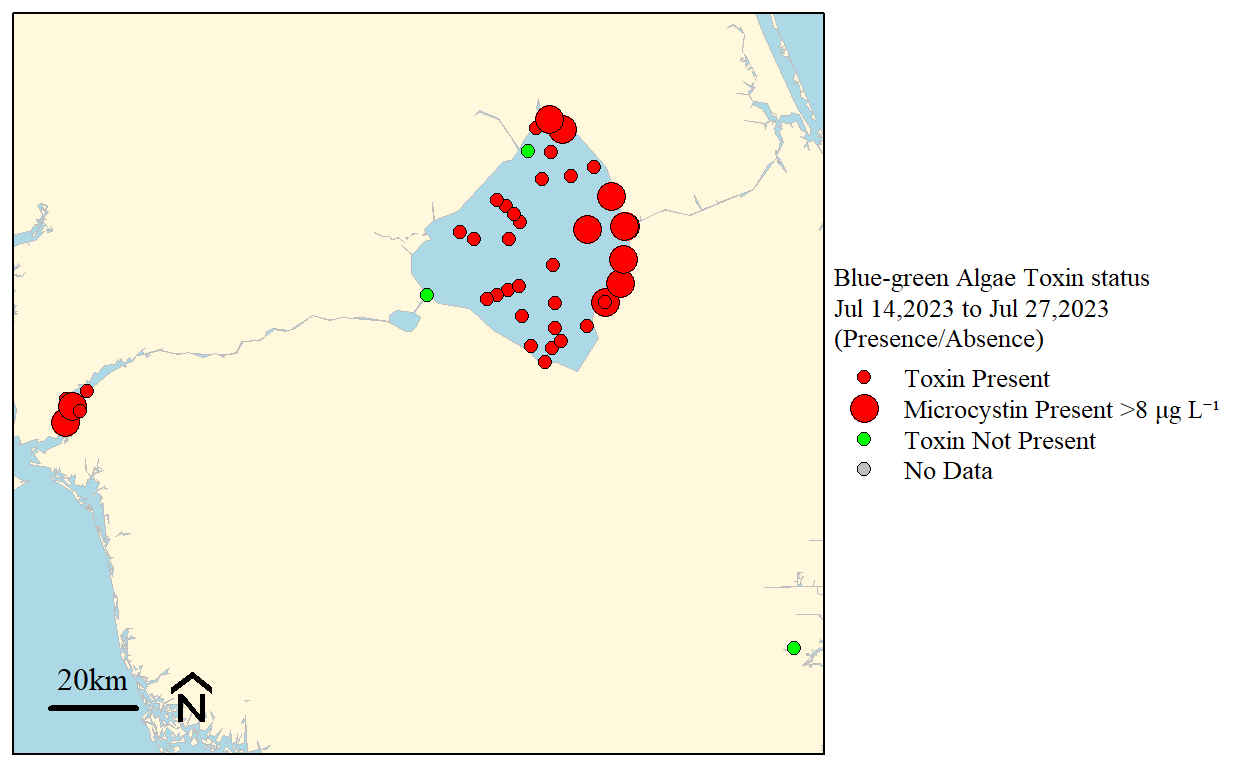 Blue-green Algae Toxin status
Jul 14,2023 to Jul 27,2023
(Presence/Absence)
Toxin Present
Microcystin Present >8 μg L⁻¹
Toxin Not Present
No Data
20km
N